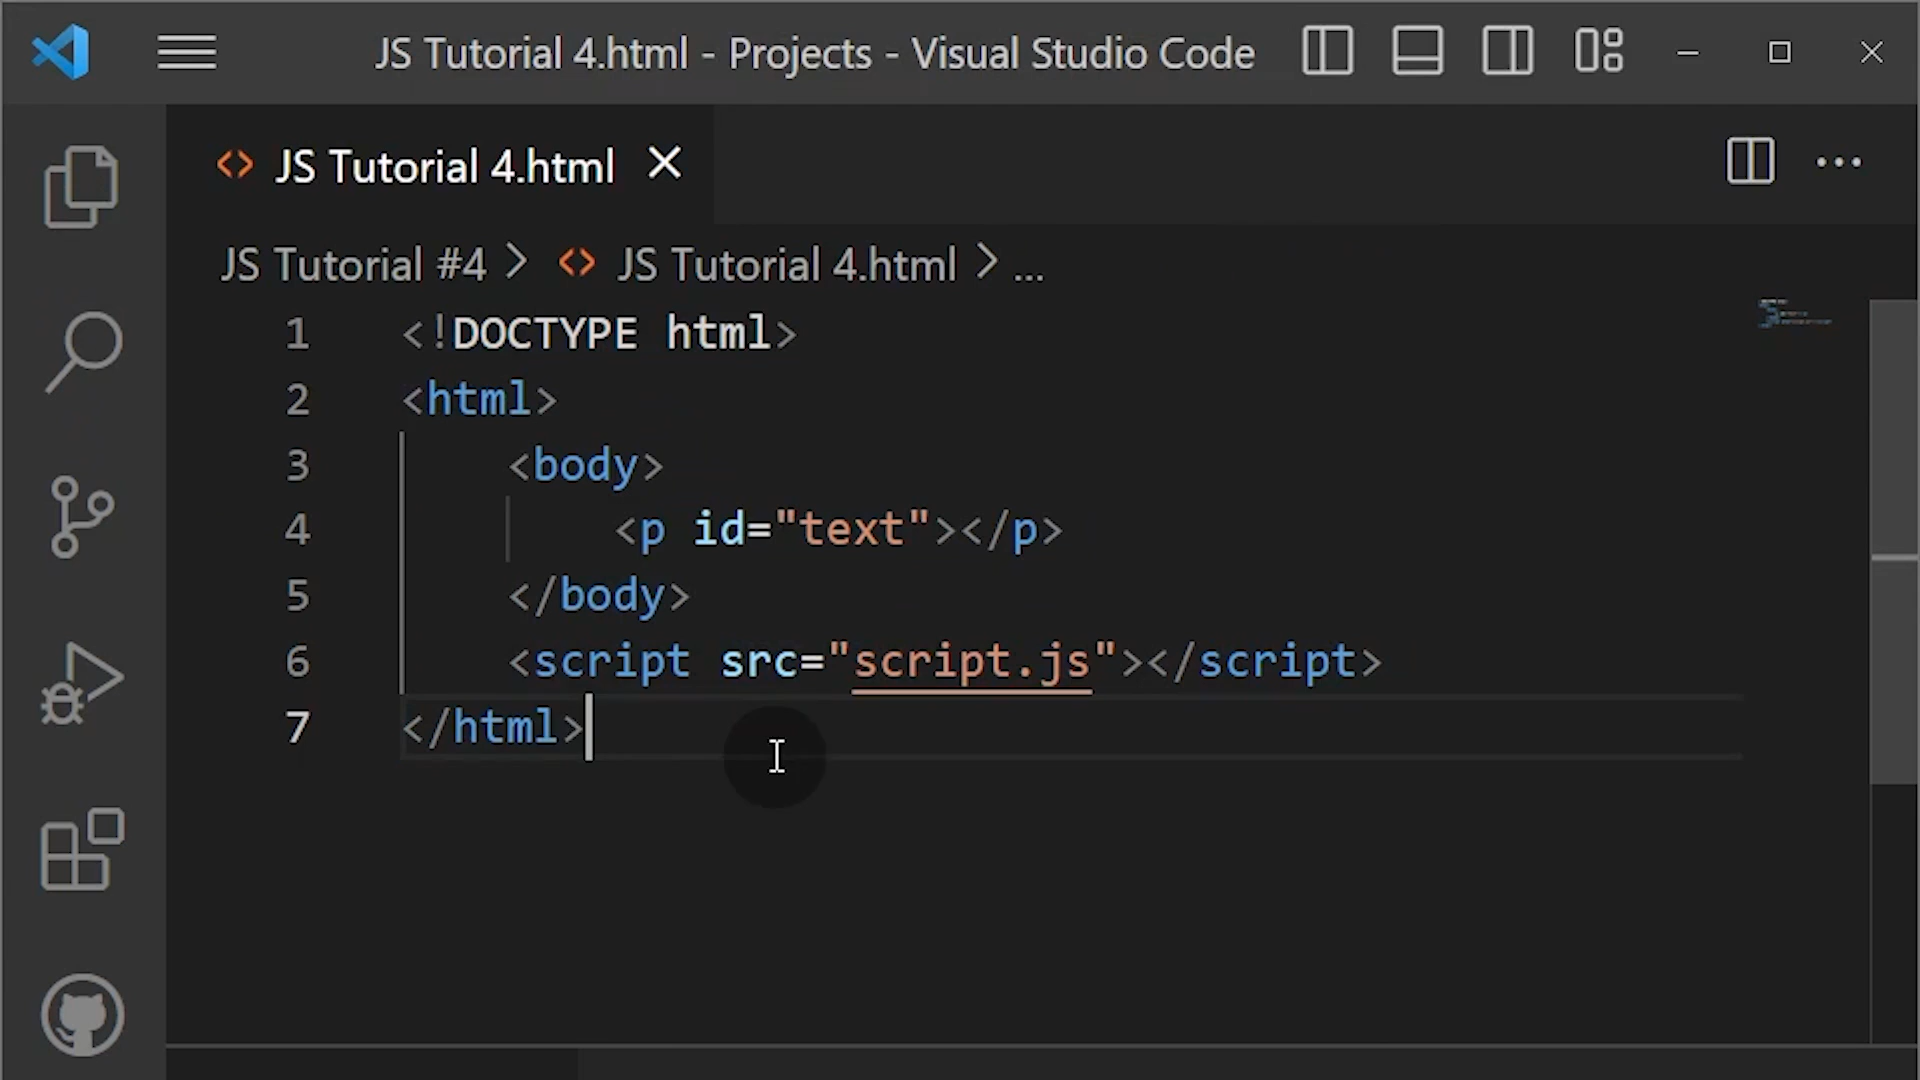 JS Tutorial 4.html - Projects - Visual Studio Code
JS Tutorial 4.html
JS Tutorial #4 > <> JS Tutorial 4.html > ...
1 <!DOCTYPE html>
2 <html>
3 <body>
4 <p id="text"></p>
5 </body>
6 <script src="script.js"></script>
7 </html>